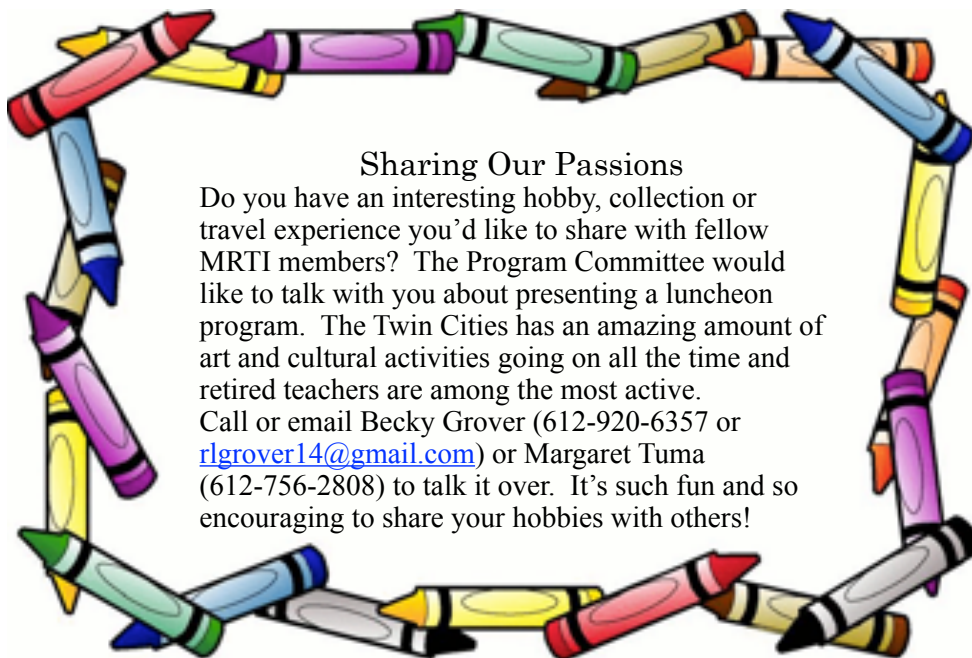 Sharing Our Passions
Do you have an interesting hobby, collection or
travel experience you’d like to share with fellow
MRTI members?  The Program Committee would
like to talk with you about presenting a luncheon
program.  The Twin Cities has an amazing amount of
art and cultural activities going on all the time and
retired teachers are among the most active.
Call or email Becky Grover (612-920-6357 or
rlgrover14@gmail.com) or Margaret Tuma
(612-756-2808) to talk it over.  It’s such fun and so
encouraging to share your hobbies with others!